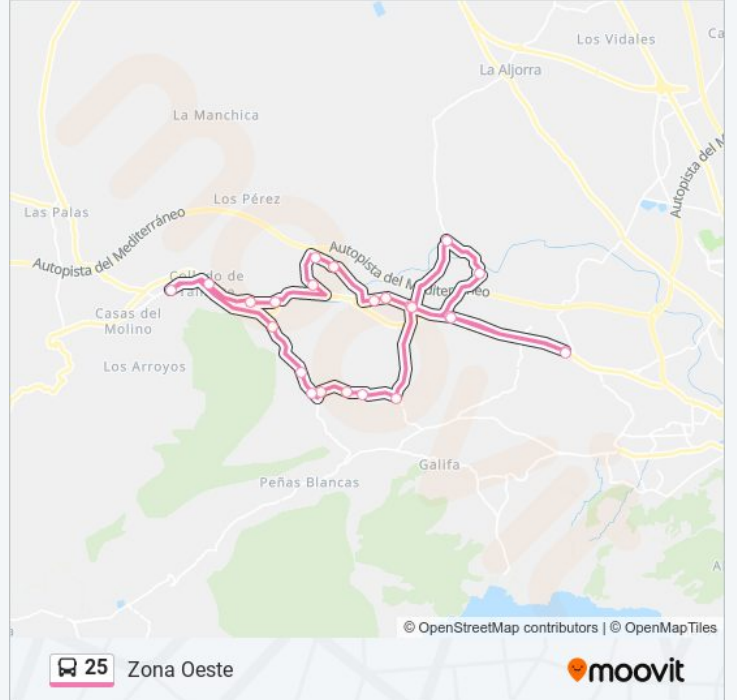 Los Vidales
La Aljorra
La Manchica
Autopista del M
Los Pérez
Las Palas
Autopista del Mediterráneo
Autopista del Mediterráneo
Casas del
Molino
Los Arroyos
Galifa
Peñas Blancas
© OpenStreetMap contributors | © OpenMapTiles
25 Zona Oeste
moovit